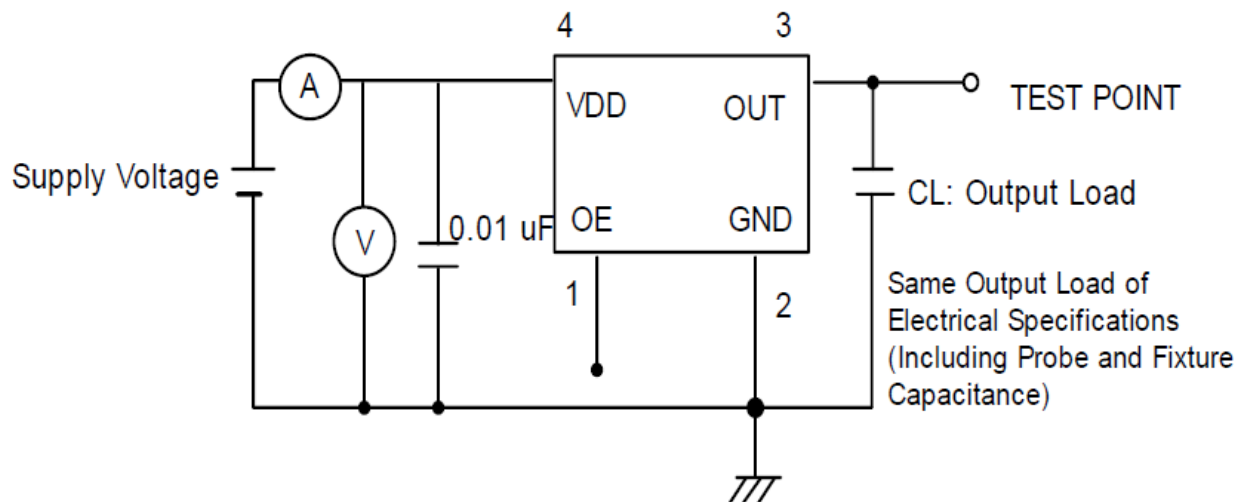 4
3
A
VDD
OUT
TEST POINT
Supply Voltage
CL: Output Load
V
0.01 uF
OE
GND
1
2
Same Output Load of
Electrical Specifications
(Including Probe and Fixture
Capacitance)